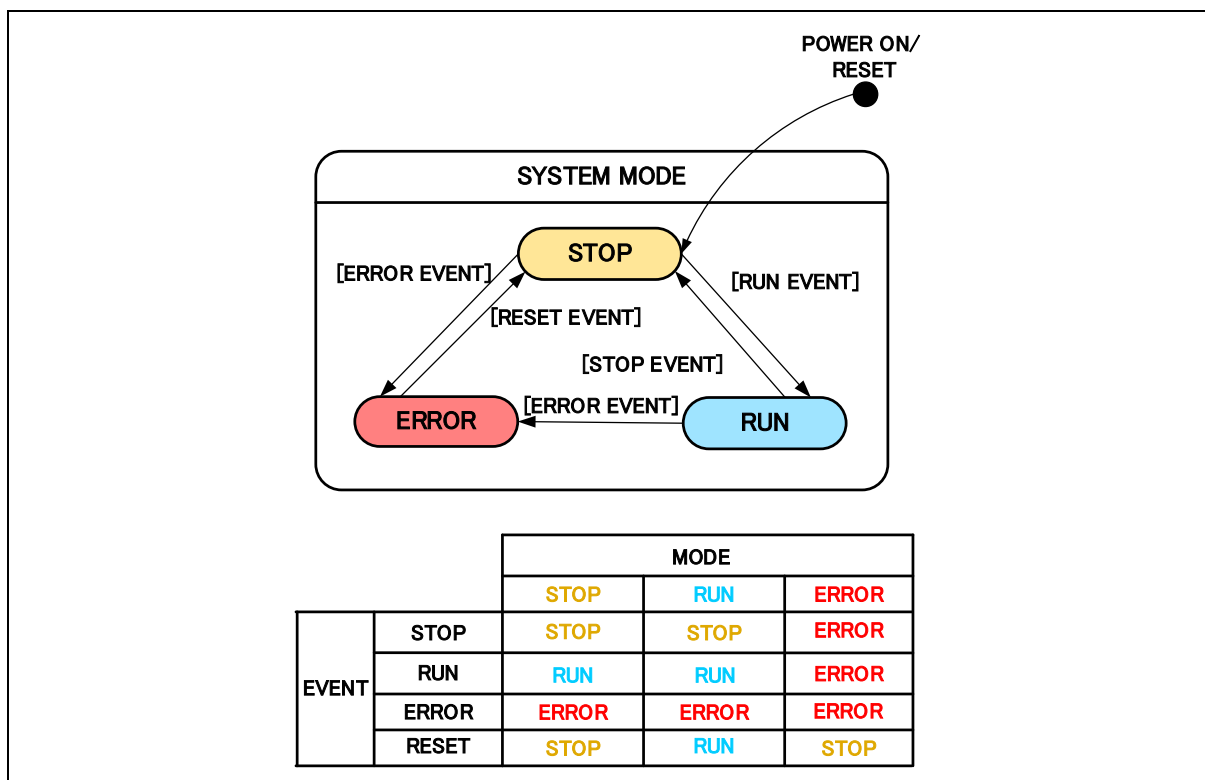 POWER ON/
RESET
SYSTEM MODE
STOP
[ERROR EVENT]
[RUN EVENT]
[RESET EVENT]
[STOP EVENT]
[ERROR EVENT]
ERROR
RUN
MODE
STOP RUN ERROR
EVENT
STOP STOP STOP ERROR
RUN RUN RUN ERROR
ERROR ERROR ERROR ERROR
RESET STOP RUN STOP